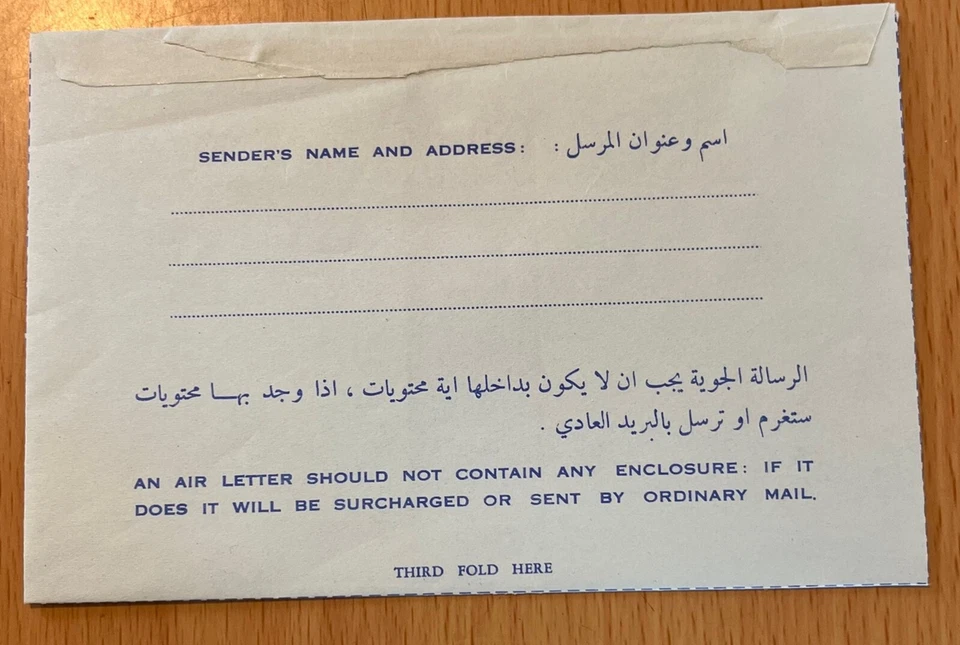 SENDER'S NAME AND ADDRESS: : اسم وعنوان المرسل
الرسالة الجوية يجب ان لا يكون بداخلها اية محتويات ، اذا وجد بهــا محتويات
ستغرم او ترسل بالبريد العادي .
AN AIR LETTER SHOULD NOT CONTAIN ANY ENCLOSURE: IF IT
DOES IT WILL BE SURCHARGED OR SENT BY ORDINARY MAIL.
THIRD FOLD HERE